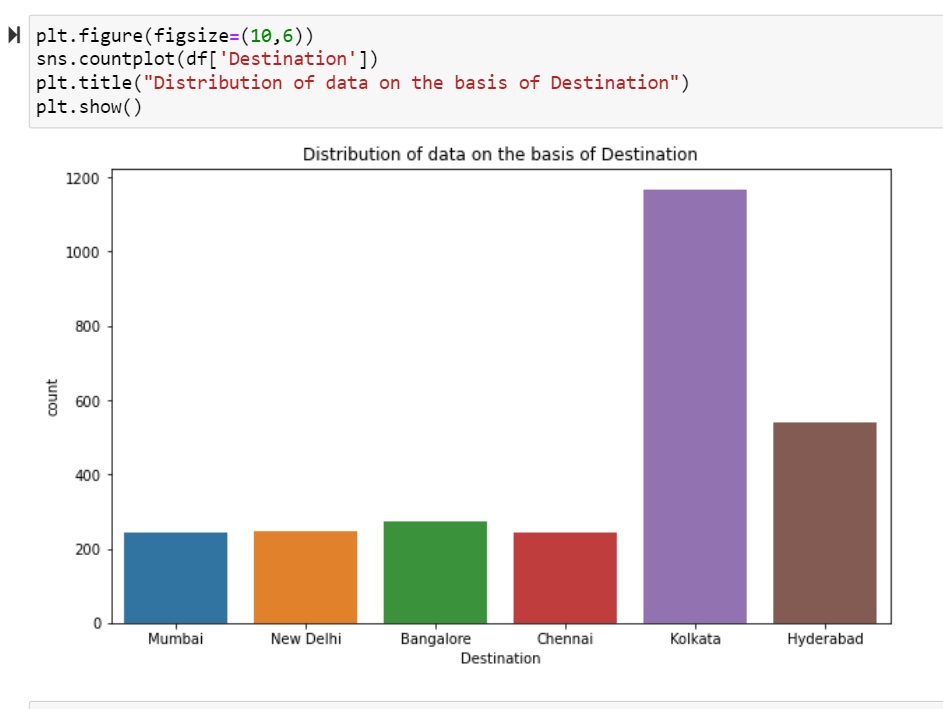 plt.figure(figsize=(10,6))
sns.countplot(df['Destination'])
plt.title("Distribution of data on the basis of Destination")
plt.show()
Distribution of data on the basis of Destination
1200
1000
800
600
400
200
0
count
Mumbai New Delhi Bangalore Chennai Kolkata Hyderabad
Destination